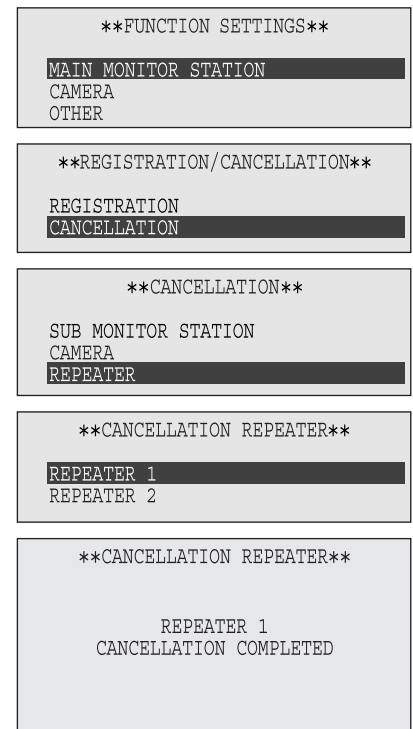 **FUNCTION SETTINGS**
MAIN MONITOR STATION
CAMERA
OTHER
**REGISTRATION/CANCELLATION**
REGISTRATION
CANCELLATION
**CANCELLATION**
SUB MONITOR STATION
CAMERA
REPEATER
**CANCELLATION REPEATER**
REPEATER 1
REPEATER 2
**CANCELLATION REPEATER**
REPEATER 1
CANCELLATION COMPLETED